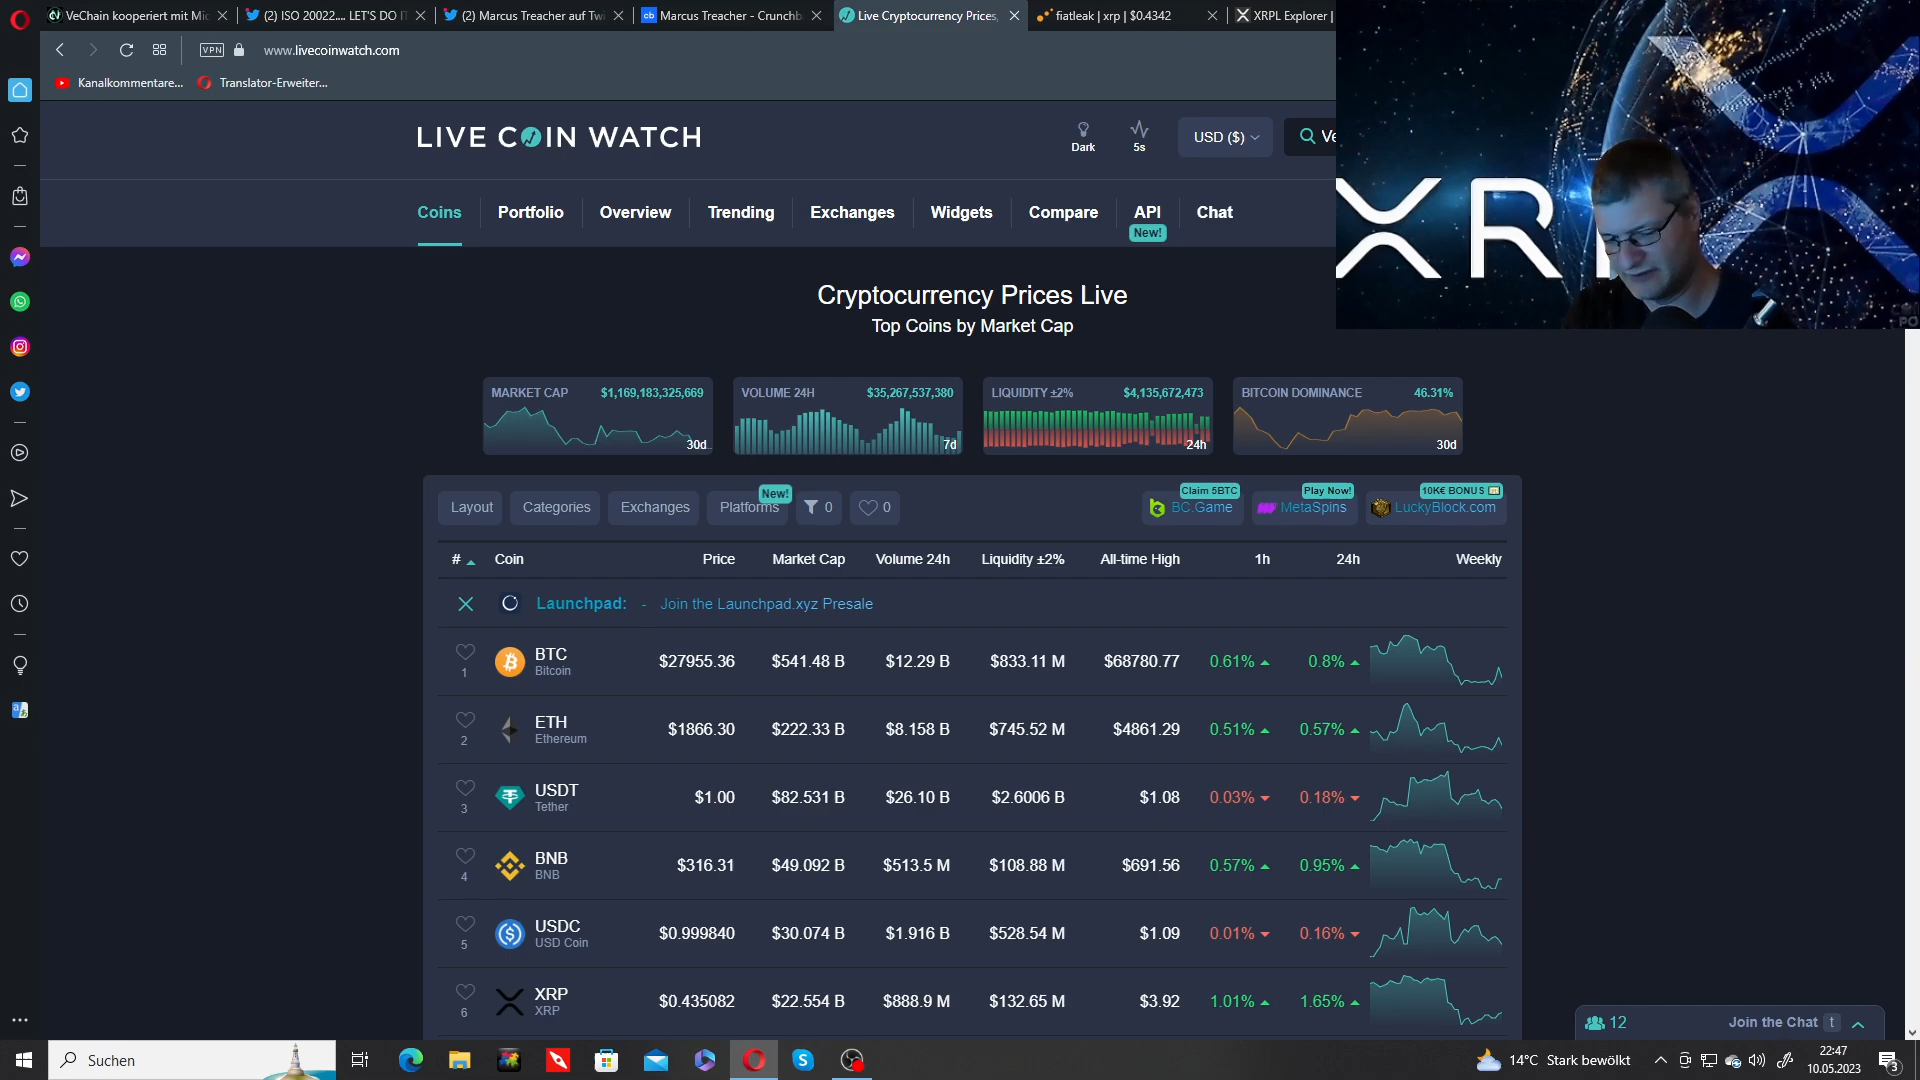 VeChain kooperiert mit Mic
(2) ISO 20022.... LET'S DO IT
(2) Marcus Treacher auf Twi
cb Marcus Treacher - Crunchb
Live Cryptocurrency Prices,
fiatleak | xrp | $0.4342
XRPL Explorer |
VPN
www.livecoinwatch.com
Kanalkommentare...
Translator-Erweiter...
LIVE COIN WATCH
Dark
5s
USD ($)
Ve
Coins
Portfolio
Overview
Trending
Exchanges
Widgets
Compare
API
New!
Chat
XR
Cryptocurrency Prices Live
Top Coins by Market Cap
MARKET CAP $1,169,183,325,669
30d
VOLUME 24H $35,267,537,380
7d
LIQUIDITY ±2% $4,135,672,473
24h
BITCOIN DOMINANCE 46.31%
30d
Layout
Categories
Exchanges
New!
Platforms
0
0
Claim 5BTC
BC.Game
Play Now!
MetaSpins
10K€ BONUS
LuckyBlock.com
# Coin Price Market Cap Volume 24h Liquidity ±2% All-time High 1h 24h Weekly
Launchpad: - Join the Launchpad.xyz Presale
1 BTC Bitcoin $27955.36 $541.48 B $12.29 B $833.11 M $68780.77 0.61% 0.8%
2 ETH Ethereum $1866.30 $222.33 B $8.158 B $745.52 M $4861.29 0.51% 0.57%
3 USDT Tether $1.00 $82.531 B $26.10 B $2.6006 B $1.08 0.03% 0.18%
4 BNB BNB $316.31 $49.092 B $513.5 M $108.88 M $691.56 0.57% 0.95%
5 USDC USD Coin $0.999840 $30.074 B $1.916 B $528.54 M $1.09 0.01% 0.16%
6 XRP XRP $0.435082 $22.554 B $888.9 M $132.65 M $3.92 1.01% 1.65%
12 Join the Chat t
Suchen
14°C Stark bewölkt
22:47
10.05.2023
3